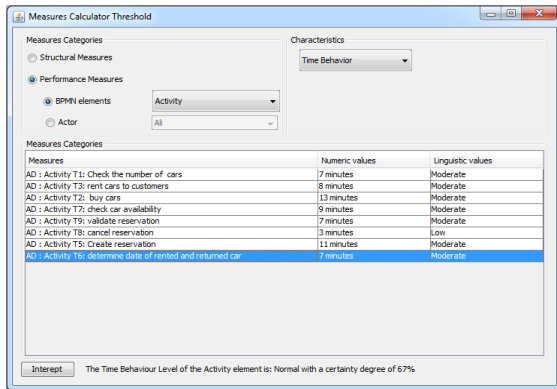 Measures Calculator Threshold
Measures Categories
Characteristics
Structural Measures
Time Behavior
Performance Measures
BPMN elements
Activity
Actor
Ali
Measures Categories
Measures Numeric values Linguistic values
AD : Activity T1: Check the number of cars 7 minutes Moderate
AD : Activity T3: rent cars to customers 8 minutes Moderate
AD : Activity T2: buy cars 13 minutes Moderate
AD : Activity T7: check car availability 9 minutes Moderate
AD : Activity T9: validate reservation 7 minutes Moderate
AD : Activity T8: cancel reservation 3 minutes Low
AD : Activity T5: Create reservation 11 minutes Moderate
AD : Activity T6: determine date of rented and returned car 7 minutes Moderate
Interept The Time Behaviour Level of the Activity element is: Normal with a certainty degree of 67%